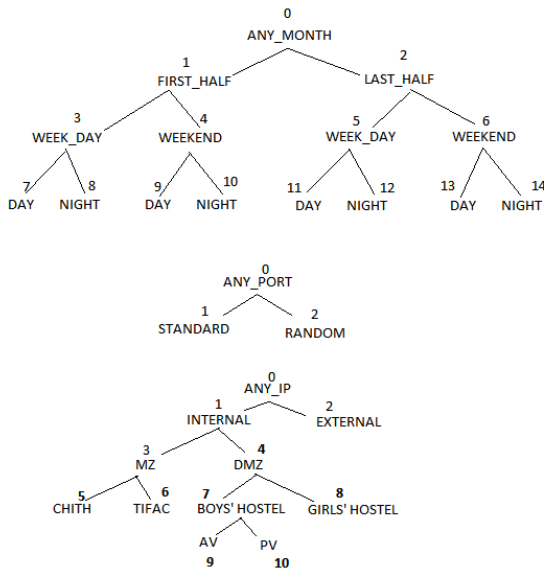 0
ANY_MONTH
1 2
FIRST_HALF LAST_HALF
3 4 5 6
WEEK_DAY WEEKEND WEEK_DAY WEEKEND
7 8 9 10 11 12 13 14
DAY NIGHT DAY NIGHT DAY NIGHT DAY NIGHT
0
ANY_PORT
1 2
STANDARD RANDOM
0
ANY_IP
1 2
INTERNAL EXTERNAL
3 4
MZ DMZ
5 6 7 8
CHITH TIFAC BOYS' HOSTEL GIRLS' HOSTEL
AV PV
9 10